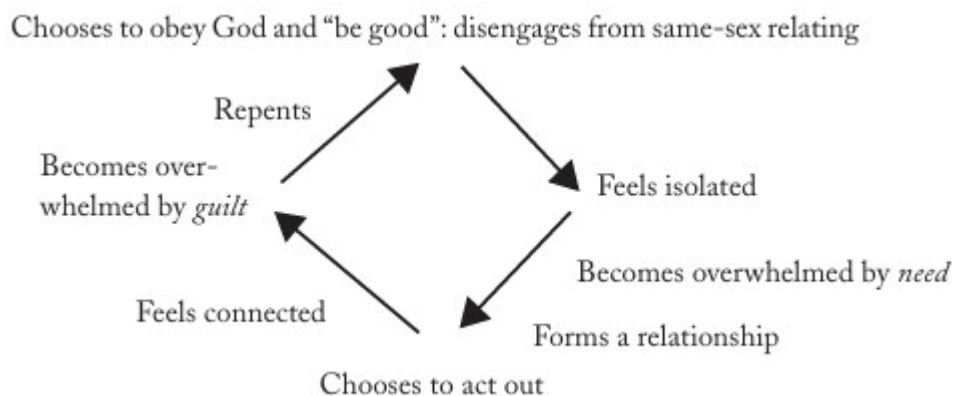 Chooses to obey God and “be good”: disengages from same-sex relating
Repents
Becomes over-
whelmed by guilt
Feels isolated
Becomes overwhelmed by need
Feels connected
Forms a relationship
Chooses to act out